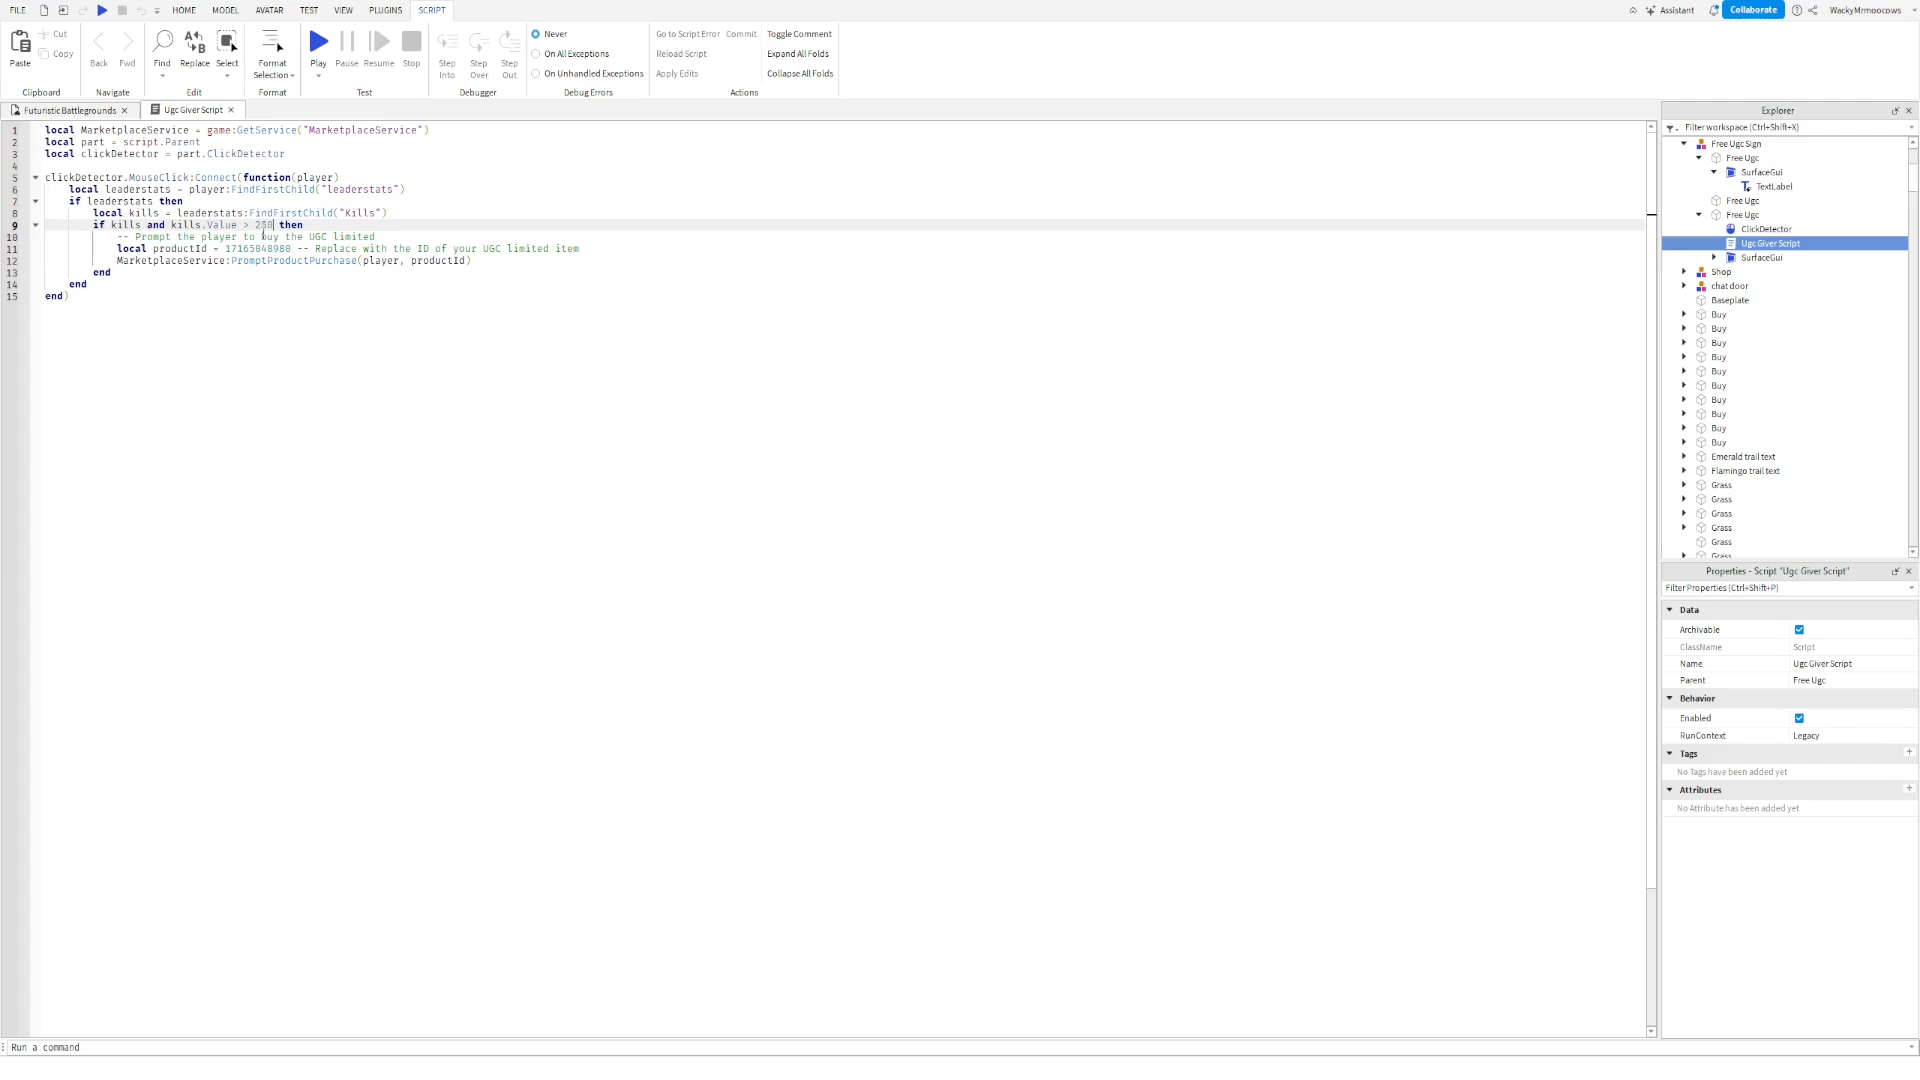 FILE HOME MODEL AVATAR TEST VIEW PLUGINS SCRIPT Assistant Collaborate WackyMrmoocows
Paste Cut Copy Back Fwd Find Replace Select Format Selection Play Pause Resume Stop Step Into Step Over Step Out
Never
On All Exceptions
On Unhandled Exceptions
Go to Script Error Commit Toggle Comment
Reload Script Expand All Folds
Apply Edits Collapse All Folds
Clipboard Navigate Edit Format Test Debugger Debug Errors Actions
Futuristic Battlegrounds Ugc Giver Script
1 local MarketplaceService = game:GetService("MarketplaceService")
2 local part = script.Parent
3 local clickDetector = part.ClickDetector
4
5 clickDetector.MouseClick:Connect(function(player)
6 local leaderstats = player:FindFirstChild("leaderstats")
7 if leaderstats then
8 local kills = leaderstats:FindFirstChild("Kills")
9 if kills and kills.Value > 250 then
10 -- Prompt the player to buy the UGC limited
11 local productId = 17165048980 -- Replace with the ID of your UGC limited item
12 MarketplaceService:PromptProductPurchase(player, productId)
13 end
14 end
15 end)
Explorer
Filter workspace (Ctrl+Shift+X)
Free Ugc Sign
Free Ugc
SurfaceGui
TextLabel
Free Ugc
Free Ugc
ClickDetector
Ugc Giver Script
SurfaceGui
Shop
chat door
Baseplate
Buy
Buy
Buy
Buy
Buy
Buy
Buy
Buy
Buy
Buy
Emerald trail text
Flamingo trail text
Grass
Grass
Grass
Grass
Grass
Grass
Properties - Script "Ugc Giver Script"
Filter Properties (Ctrl+Shift+P)
Data
Archivable
ClassName Script
Name Ugc Giver Script
Parent Free Ugc
Behavior
Enabled
RunContext Legacy
Tags
No Tags have been added yet
Attributes
No Attribute has been added yet
Run a command